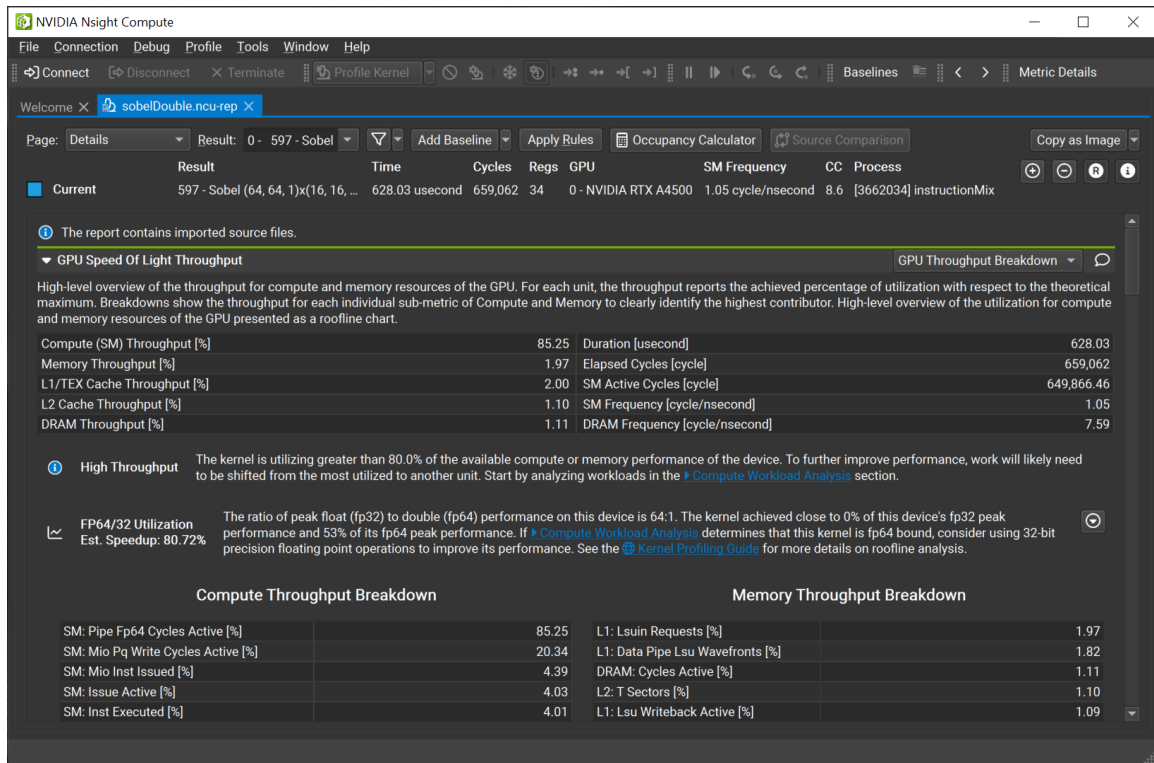 NVIDIA Nsight Compute
File Connection Debug Profile Tools Window Help
Connect Disconnect Terminate Profile Kernel Baselines Metric Details
Welcome sobelDouble.ncu-rep
Page: Details Result: 0 - 597 - Sobel Add Baseline Apply Rules Occupancy Calculator Source Comparison Copy as Image
Result Time Cycles Regs GPU SM Frequency CC Process
Current 597 - Sobel (64, 64, 1)x(16, 16, ... 628.03 usecond 659,062 34 0 - NVIDIA RTX A4500 1.05 cycle/nsecond 8.6 [3662034] instructionMix
The report contains imported source files.
GPU Speed Of Light Throughput GPU Throughput Breakdown
High-level overview of the throughput for compute and memory resources of the GPU. For each unit, the throughput reports the achieved percentage of utilization with respect to the theoretical
maximum. Breakdowns show the throughput for each individual sub-metric of Compute and Memory to clearly identify the highest contributor. High-level overview of the utilization for compute
and memory resources of the GPU presented as a roofline chart.
Compute (SM) Throughput [%] 85.25 Duration [usecond] 628.03
Memory Throughput [%] 1.97 Elapsed Cycles [cycle] 659,062
L1/TEX Cache Throughput [%] 2.00 SM Active Cycles [cycle] 649,866.46
L2 Cache Throughput [%] 1.10 SM Frequency [cycle/nsecond] 1.05
DRAM Throughput [%] 1.11 DRAM Frequency [cycle/nsecond] 7.59
High Throughput The kernel is utilizing greater than 80.0% of the available compute or memory performance of the device. To further improve performance, work will likely need
to be shifted from the most utilized to another unit. Start by analyzing workloads in the Compute Workload Analysis section.
FP64/32 Utilization
Est. Speedup: 80.72%
The ratio of peak float (fp32) to double (fp64) performance on this device is 64:1. The kernel achieved close to 0% of this device's fp32 peak
performance and 53% of its fp64 peak performance. If Compute Workload Analysis determines that this kernel is fp64 bound, consider using 32-bit
precision floating point operations to improve its performance. See the Kernel Profiling Guide for more details on roofline analysis.
Compute Throughput Breakdown Memory Throughput Breakdown
SM: Pipe Fp64 Cycles Active [%] 85.25 L1: Lsuin Requests [%] 1.97
SM: Mio Pq Write Cycles Active [%] 20.34 L1: Data Pipe Lsu Wavefronts [%] 1.82
SM: Mio Inst Issued [%] 4.39 DRAM: Cycles Active [%] 1.11
SM: Issue Active [%] 4.03 L2: T Sectors [%] 1.10
SM: Inst Executed [%] 4.01 L1: Lsu Writeback Active [%] 1.09